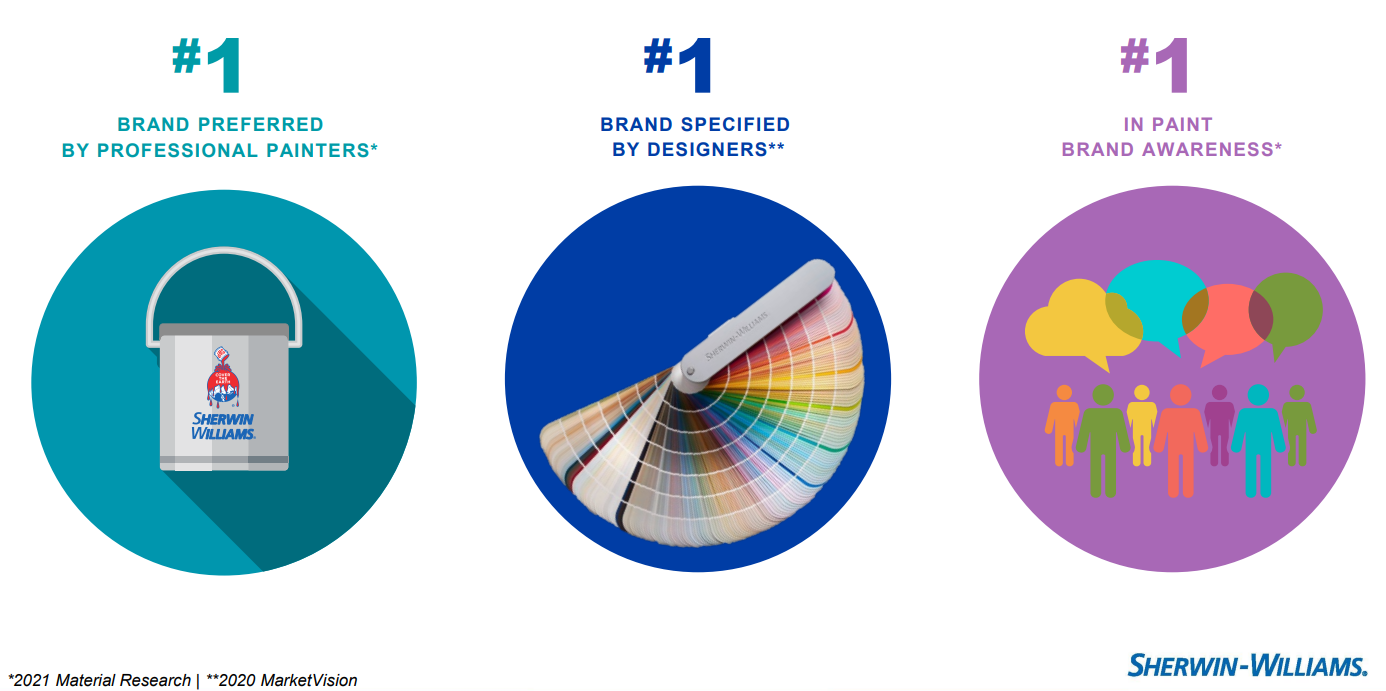 #1
BRAND PREFERRED
BY PROFESSIONAL PAINTERS*
#1
BRAND SPECIFIED
BY DESIGNERS**
#1
IN PAINT
BRAND AWARENESS*
COVER
THE
EARTH
SHERWIN
WILLIAMS®
SHERWIN-WILLIAMS
SHERWIN-WILLIAMS®
*2021 Material Research | **2020 MarketVision